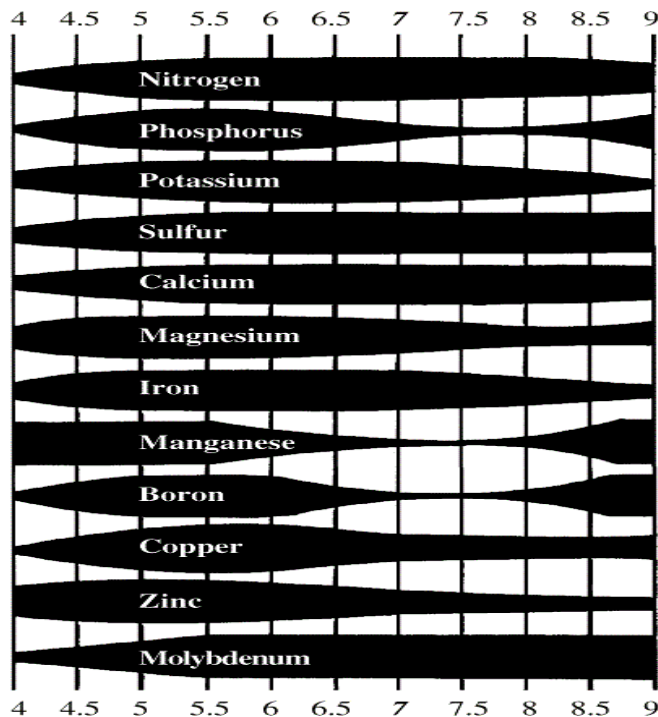 4 4.5 5 5.5 6 6.5 7 7.5 8 8.5 9
Nitrogen
Phosphorus
Potassium
Sulfur
Calcium
Magnesium
Iron
Manganese
Boron
Copper
Zinc
Molybdenum
4 4.5 5 5.5 6 6.5 7 7.5 8 8.5 9